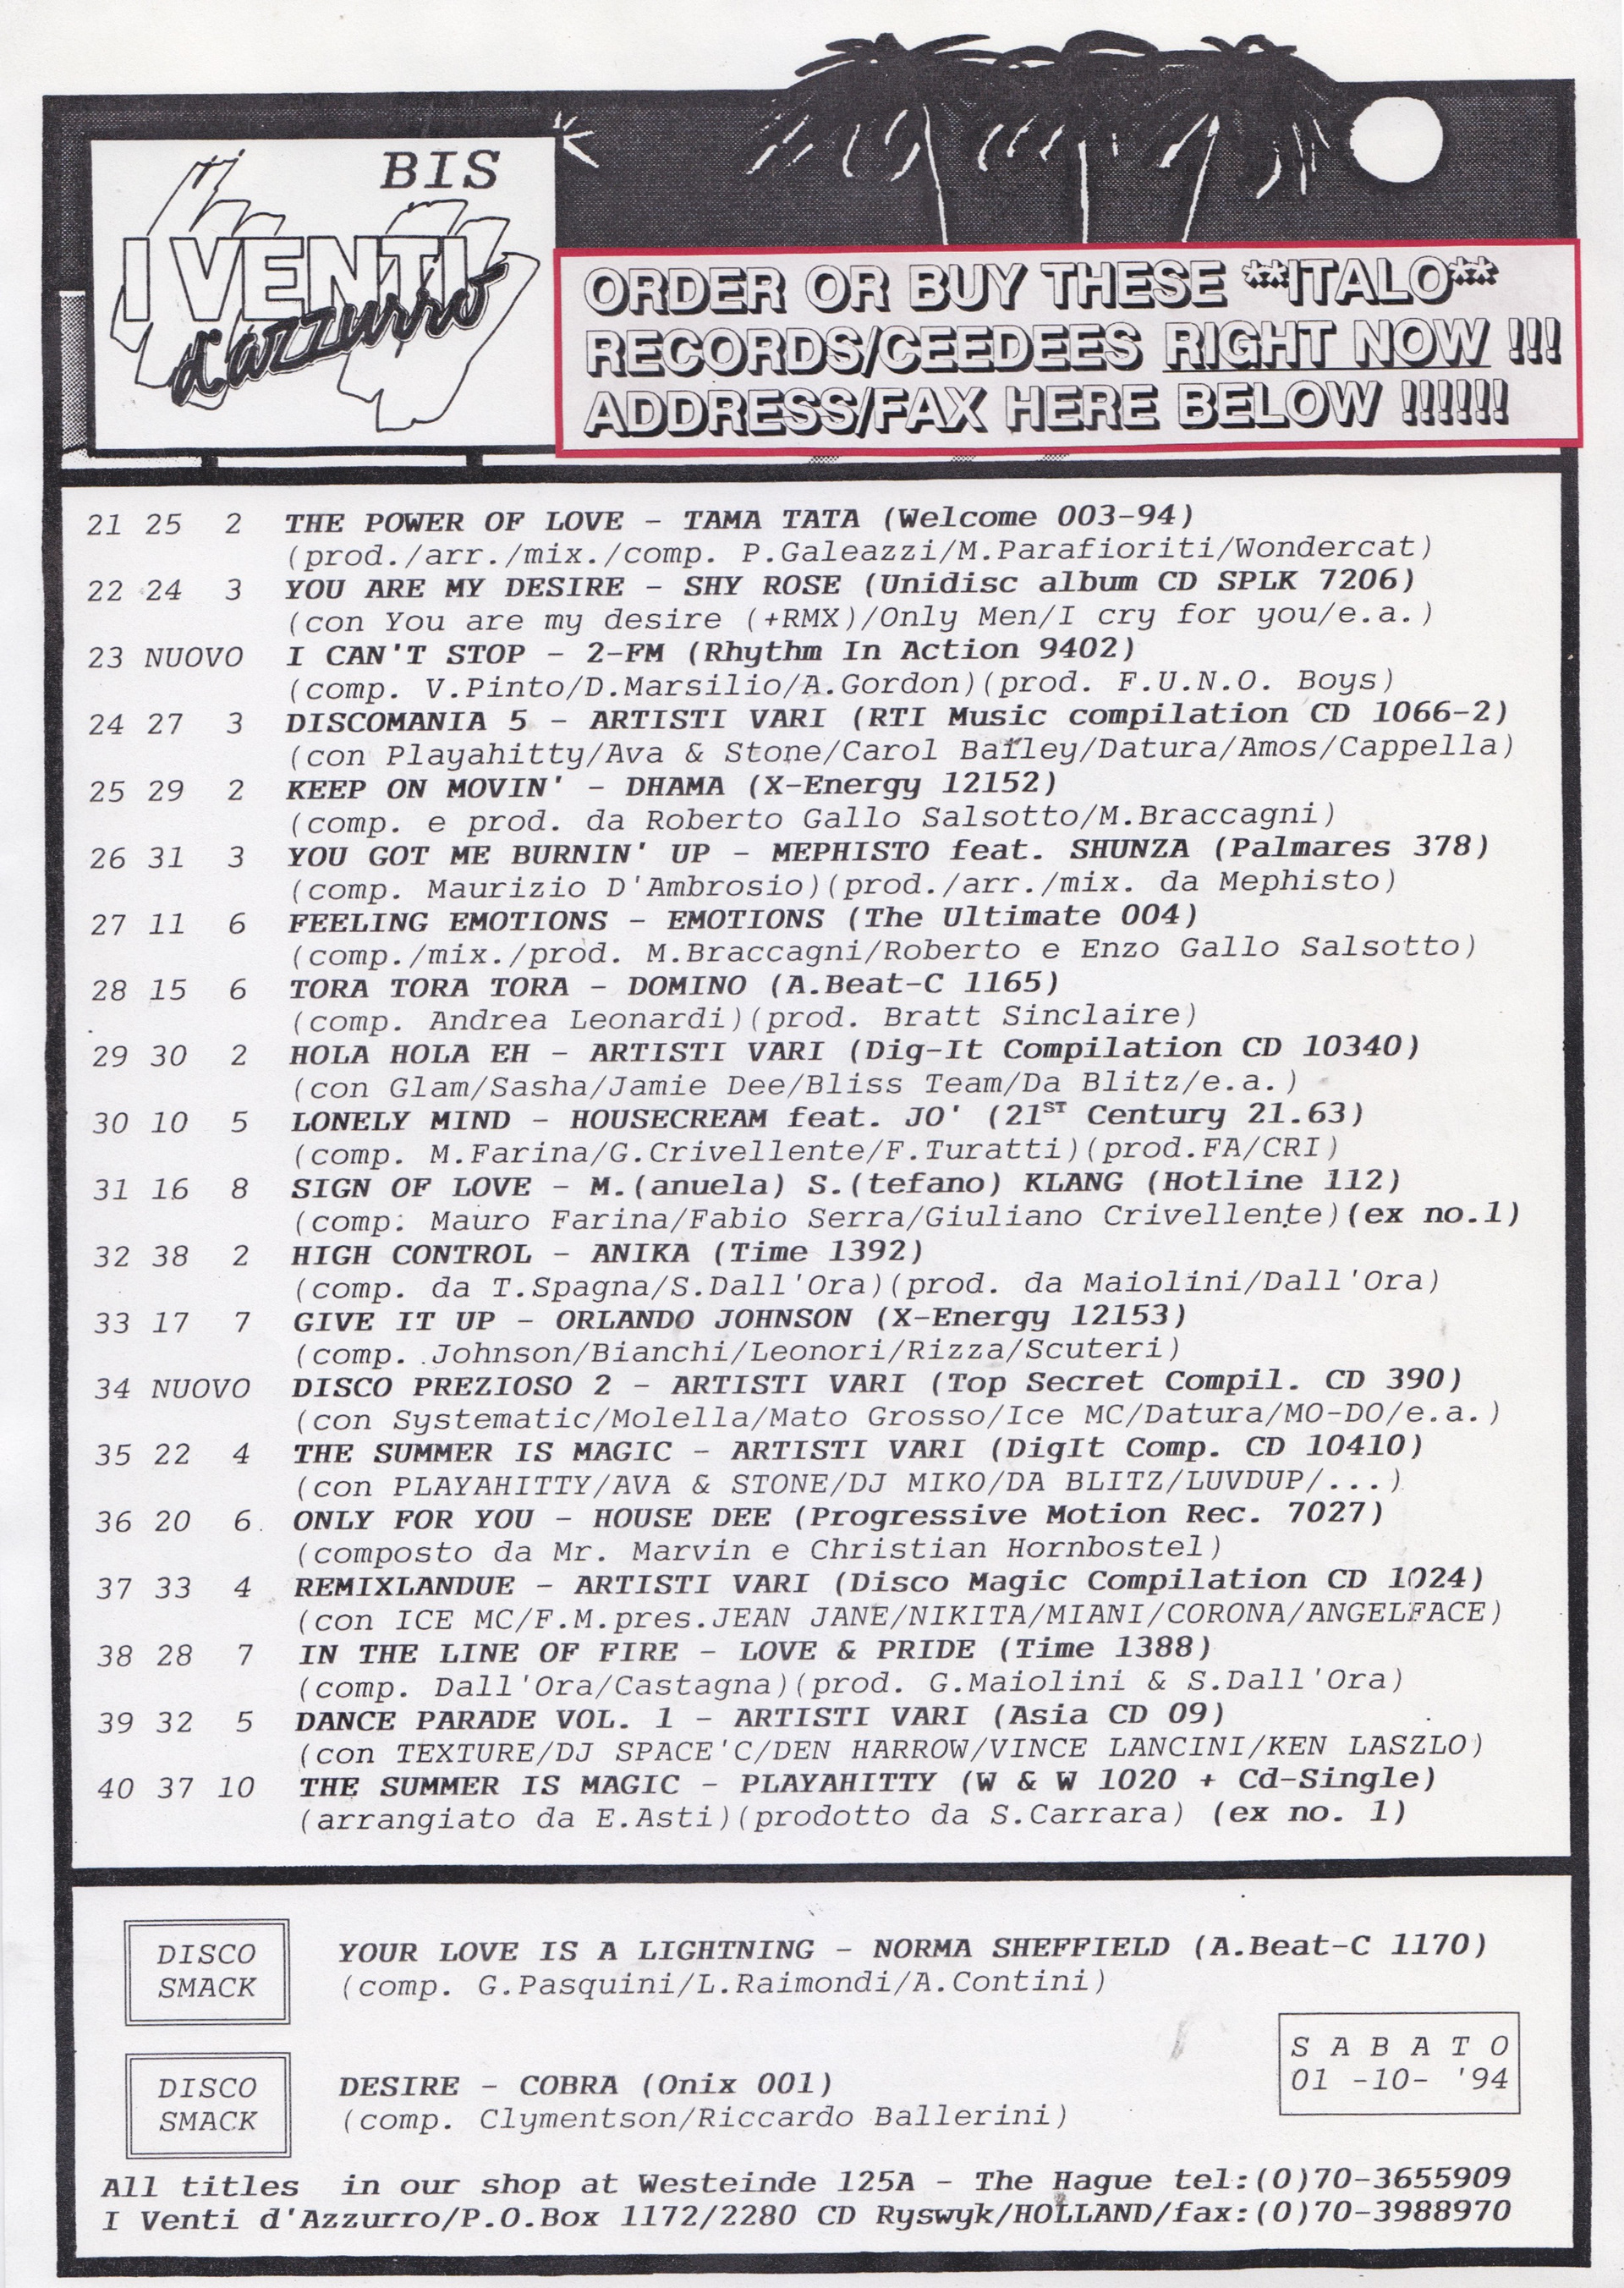 BIS
I VENTI
d'azzurro
ORDER OR BUY THESE **ITALO**
RECORDS/CEEDEES RIGHT NOW !!!
ADDRESS/FAX HERE BELOW !!!!!!
21 25 2 THE POWER OF LOVE - TAMA TATA (Welcome 003-94)
(prod./arr./mix./comp. P.Galeazzi/M.Parafioriti/Wondercat)
22 24 3 YOU ARE MY DESIRE - SHY ROSE (Unidisc album CD SPLK 7206)
(con You are my desire (+RMX)/Only Men/I cry for you/e.a.)
23 NUOVO I CAN'T STOP - 2-FM (Rhythm In Action 9402)
(comp. V.Pinto/D.Marsilio/A.Gordon)(prod. F.U.N.O. Boys)
24 27 3 DISCOMANIA 5 - ARTISTI VARI (RTI Music compilation CD 1066-2)
(con Playahitty/Ava & Stone/Carol Bailey/Datura/Amos/Cappella)
25 29 2 KEEP ON MOVIN' - DHAMA (X-Energy 12152)
(comp. e prod. da Roberto Gallo Salsotto/M.Braccagni)
26 31 3 YOU GOT ME BURNIN' UP - MEPHISTO feat. SHUNZA (Palmares 378)
(comp. Maurizio D'Ambrosio)(prod./arr./mix. da Mephisto)
27 11 6 FEELING EMOTIONS - EMOTIONS (The Ultimate 004)
(comp./mix./prod. M.Braccagni/Roberto e Enzo Gallo Salsotto)
28 15 6 TORA TORA TORA - DOMINO (A.Beat-C 1165)
(comp. Andrea Leonardi)(prod. Bratt Sinclaire)
29 30 2 HOLA HOLA EH - ARTISTI VARI (Dig-It Compilation CD 10340)
(con Glam/Sasha/Jamie Dee/Bliss Team/Da Blitz/e.a.)
30 10 5 LONELY MIND - HOUSECREAM feat. JO' (21ST Century 21.63)
(comp. M.Farina/G.Crivellente/F.Turatti)(prod.FA/CRI)
31 16 8 SIGN OF LOVE - M.(anuela) S.(tefano) KLANG (Hotline 112)
(comp. Mauro Farina/Fabio Serra/Giuliano Crivellente)(ex no.1)
32 38 2 HIGH CONTROL - ANIKA (Time 1392)
(comp. da T.Spagna/S.Dall'Ora)(prod. da Maiolini/Dall'Ora)
33 17 7 GIVE IT UP - ORLANDO JOHNSON (X-Energy 12153)
(comp. Johnson/Bianchi/Leonori/Rizza/Scuteri)
34 NUOVO DISCO PREZIOSO 2 - ARTISTI VARI (Top Secret Compil. CD 390)
(con Systematic/Molella/Mato Grosso/Ice MC/Datura/MO-DO/e.a.)
35 22 4 THE SUMMER IS MAGIC - ARTISTI VARI (DigIt Comp. CD 10410)
(con PLAYAHITTY/AVA & STONE/DJ MIKO/DA BLITZ/LUVDUP/...)
36 20 6 ONLY FOR YOU - HOUSE DEE (Progressive Motion Rec. 7027)
(composto da Mr. Marvin e Christian Hornbostel)
37 33 4 REMIXLANDUE - ARTISTI VARI (Disco Magic Compilation CD 1024)
(con ICE MC/F.M.pres.JEAN JANE/NIKITA/MIANI/CORONA/ANGELFACE)
38 28 7 IN THE LINE OF FIRE - LOVE & PRIDE (Time 1388)
(comp. Dall'Ora/Castagna)(prod. G.Maiolini & S.Dall'Ora)
39 32 5 DANCE PARADE VOL. 1 - ARTISTI VARI (Asia CD 09)
(con TEXTURE/DJ SPACE'C/DEN HARROW/VINCE LANCINI/KEN LASZLO)
40 37 10 THE SUMMER IS MAGIC - PLAYAHITTY (W & W 1020 + Cd-Single)
(arrangiato da E.Asti)(prodotto da S.Carrara) (ex no. 1)
DISCO
SMACK
YOUR LOVE IS A LIGHTNING - NORMA SHEFFIELD (A.Beat-C 1170)
(comp. G.Pasquini/L.Raimondi/A.Contini)
DISCO
SMACK
DESIRE - COBRA (Onix 001)
(comp. Clymentson/Riccardo Ballerini)
S A B A T O
01 -10- '94
All titles in our shop at Westeinde 125A - The Hague tel:(0)70-3655909
I Venti d'Azzurro/P.O.Box 1172/2280 CD Ryswyk/HOLLAND/fax:(0)70-3988970